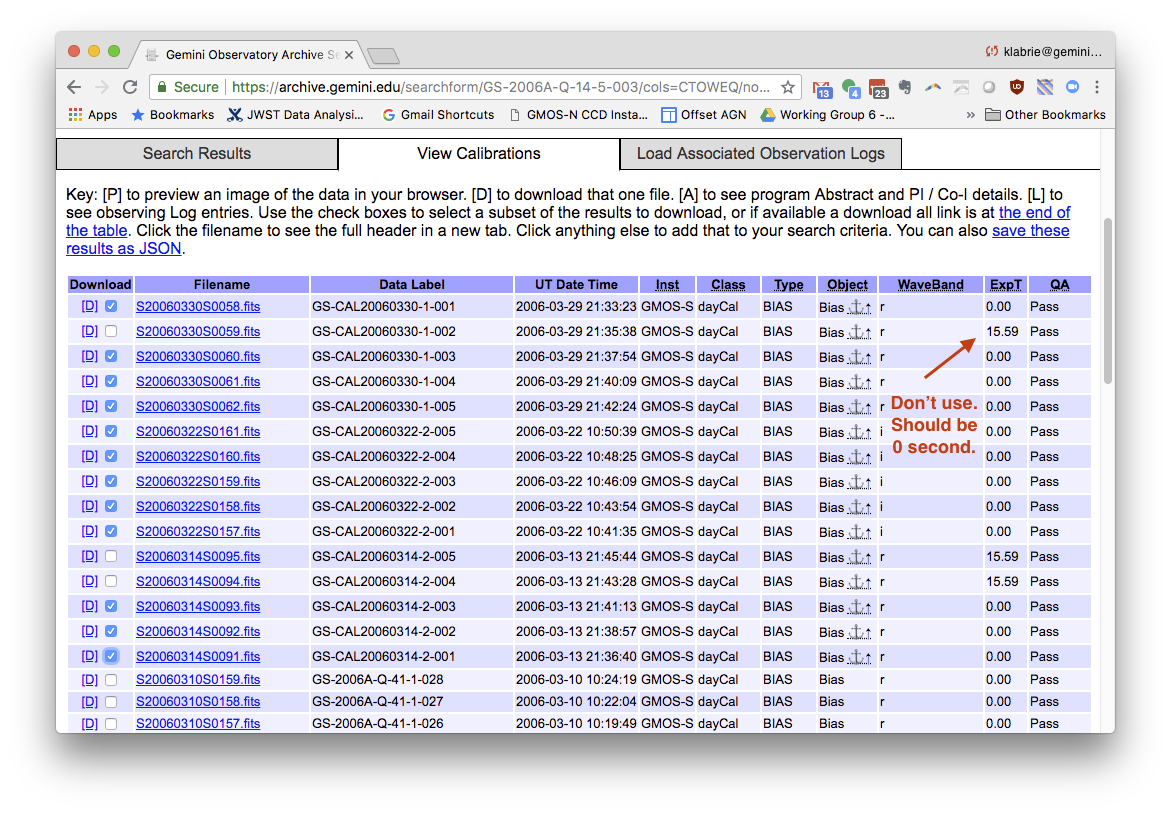 Gemini Observatory Archive Se
klabrie@gemini...
Secure
https://archive.gemini.edu/searchform/GS-2006A-Q-14-5-003/cols=CTOWEQ/no...
13 4 23
Apps Bookmarks JWST Data Analysi... Gmail Shortcuts GMOS-N CCD Insta... Offset AGN Working Group 6 -... » Other Bookmarks
Search Results View Calibrations Load Associated Observation Logs
Key: [P] to preview an image of the data in your browser. [D] to download that one file. [A] to see program Abstract and PI / Co-I details. [L] to
see observing Log entries. Use the check boxes to select a subset of the results to download, or if available a download all link is at the end of
the table. Click the filename to see the full header in a new tab. Click anything else to add that to your search criteria. You can also save these
results as JSON.
Download Filename Data Label UT Date Time Inst Class Type Object WaveBand ExpT QA
[D] S20060330S0058.fits GS-CAL20060330-1-001 2006-03-29 21:33:23 GMOS-S dayCal BIAS Bias r 0.00 Pass
[D] S20060330S0059.fits GS-CAL20060330-1-002 2006-03-29 21:35:38 GMOS-S dayCal BIAS Bias r 15.59 Pass
[D] S20060330S0060.fits GS-CAL20060330-1-003 2006-03-29 21:37:54 GMOS-S dayCal BIAS Bias r 0.00 Pass
[D] S20060330S0061.fits GS-CAL20060330-1-004 2006-03-29 21:40:09 GMOS-S dayCal BIAS Bias r 0.00 Pass
[D] S20060330S0062.fits GS-CAL20060330-1-005 2006-03-29 21:42:24 GMOS-S dayCal BIAS Bias r 0.00 Pass
[D] S20060322S0161.fits GS-CAL20060322-2-005 2006-03-22 10:50:39 GMOS-S dayCal BIAS Bias i 0.00 Pass
[D] S20060322S0160.fits GS-CAL20060322-2-004 2006-03-22 10:48:25 GMOS-S dayCal BIAS Bias i 0.00 Pass
[D] S20060322S0159.fits GS-CAL20060322-2-003 2006-03-22 10:46:09 GMOS-S dayCal BIAS Bias i 0.00 Pass
[D] S20060322S0158.fits GS-CAL20060322-2-002 2006-03-22 10:43:54 GMOS-S dayCal BIAS Bias i 0.00 Pass
[D] S20060322S0157.fits GS-CAL20060322-2-001 2006-03-22 10:41:35 GMOS-S dayCal BIAS Bias i 0.00 Pass
[D] S20060314S0095.fits GS-CAL20060314-2-005 2006-03-13 21:45:44 GMOS-S dayCal BIAS Bias r 15.59 Pass
[D] S20060314S0094.fits GS-CAL20060314-2-004 2006-03-13 21:43:28 GMOS-S dayCal BIAS Bias r 15.59 Pass
[D] S20060314S0093.fits GS-CAL20060314-2-003 2006-03-13 21:41:13 GMOS-S dayCal BIAS Bias r 0.00 Pass
[D] S20060314S0092.fits GS-CAL20060314-2-002 2006-03-13 21:38:57 GMOS-S dayCal BIAS Bias r 0.00 Pass
[D] S20060314S0091.fits GS-CAL20060314-2-001 2006-03-13 21:36:40 GMOS-S dayCal BIAS Bias r 0.00 Pass
[D] S20060310S0159.fits GS-2006A-Q-41-1-028 2006-03-10 10:24:19 GMOS-S dayCal BIAS Bias r 0.00 Pass
[D] S20060310S0158.fits GS-2006A-Q-41-1-027 2006-03-10 10:22:04 GMOS-S dayCal BIAS Bias r 0.00 Pass
[D] S20060310S0157.fits GS-2006A-Q-41-1-026 2006-03-10 10:19:49 GMOS-S dayCal BIAS Bias r 0.00 Pass
Don't use.
Should be
0 second.